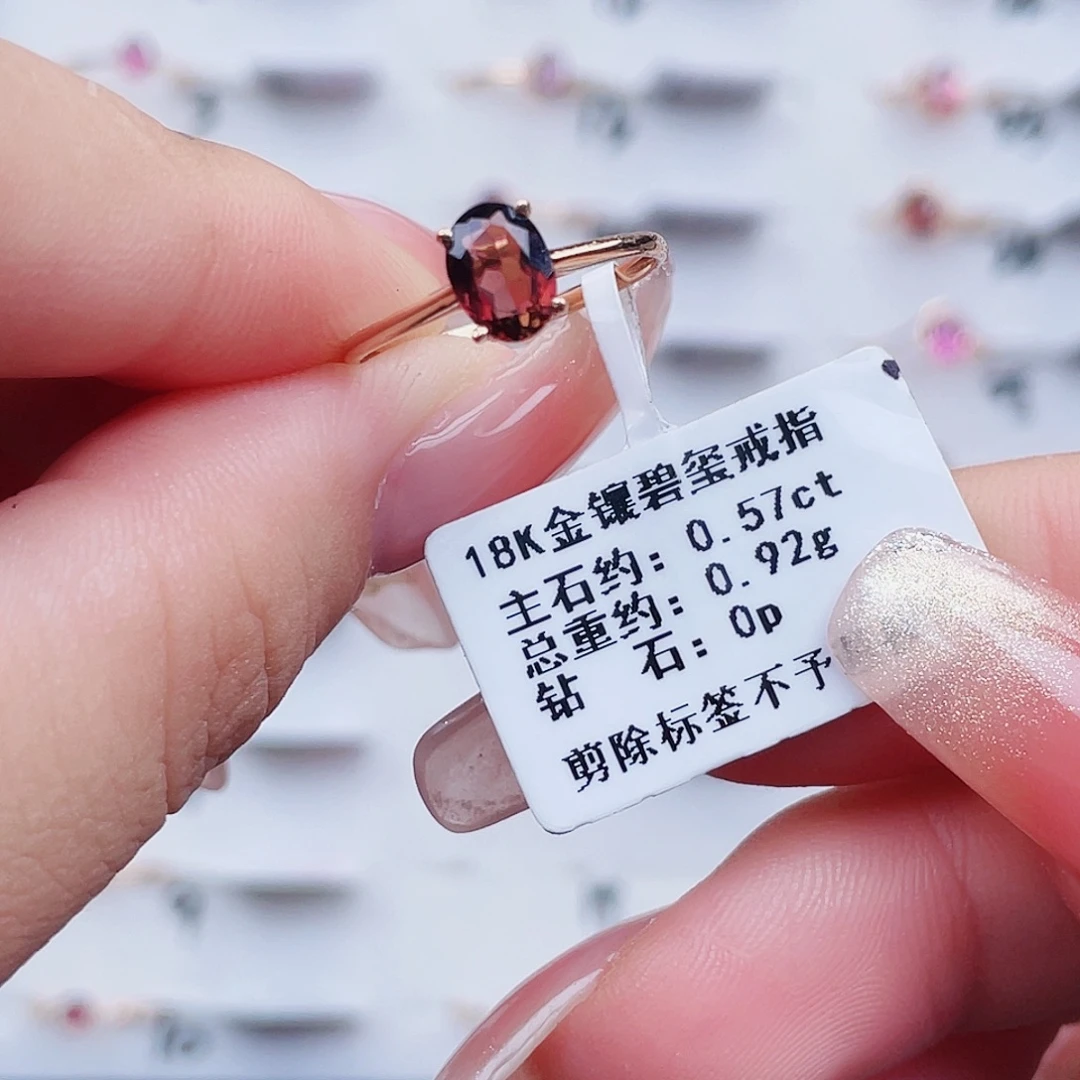 18K金镶碧玺戒指
主石约: 0.57ct
总重约: 0.92g
钻 石: 0p
剪除标签不予